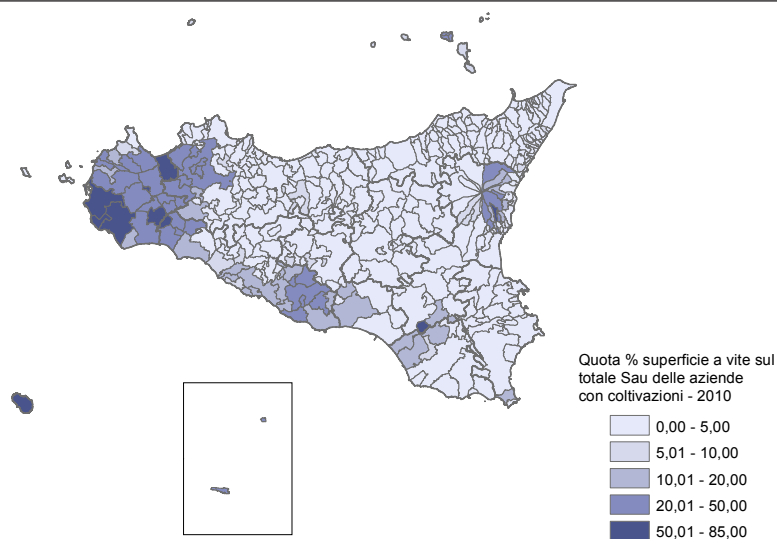 Quota % superficie a vite sul
totale Sau delle aziende
con coltivazioni - 2010
0,00 - 5,00
5,01 - 10,00
10,01 - 20,00
20,01 - 50,00
50,01 - 85,00